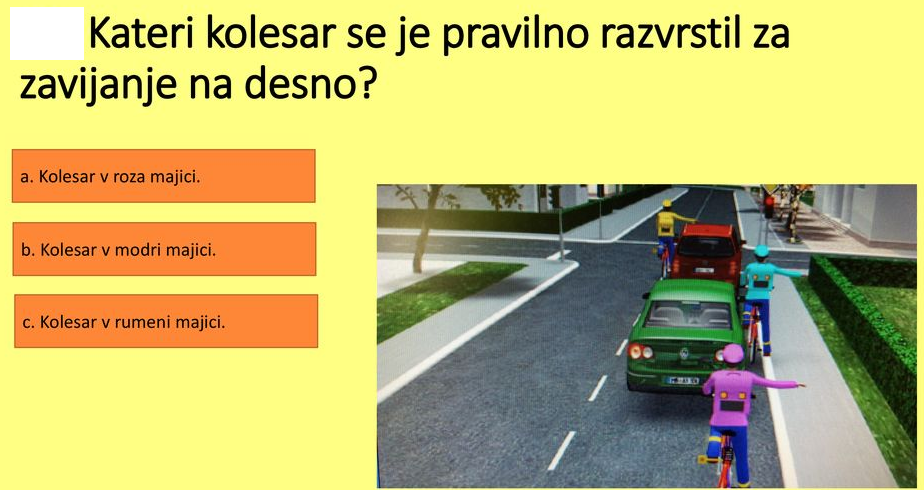 Kateri kolesar se je pravilno razvrstil za
zavijanje na desno?
a. Kolesar v roza majici.
b. Kolesar v modri majici.
c. Kolesar v rumeni majici.